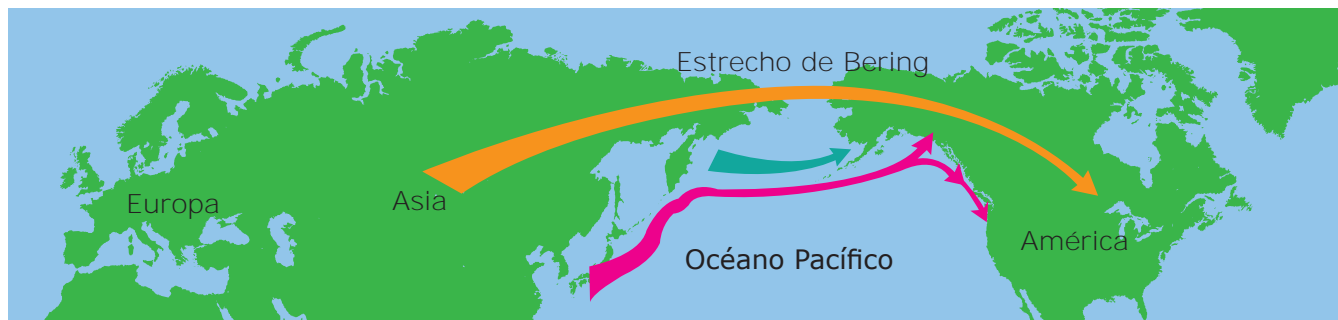 Estrecho de Bering
Europa
Asia
América
Océano Pacífico